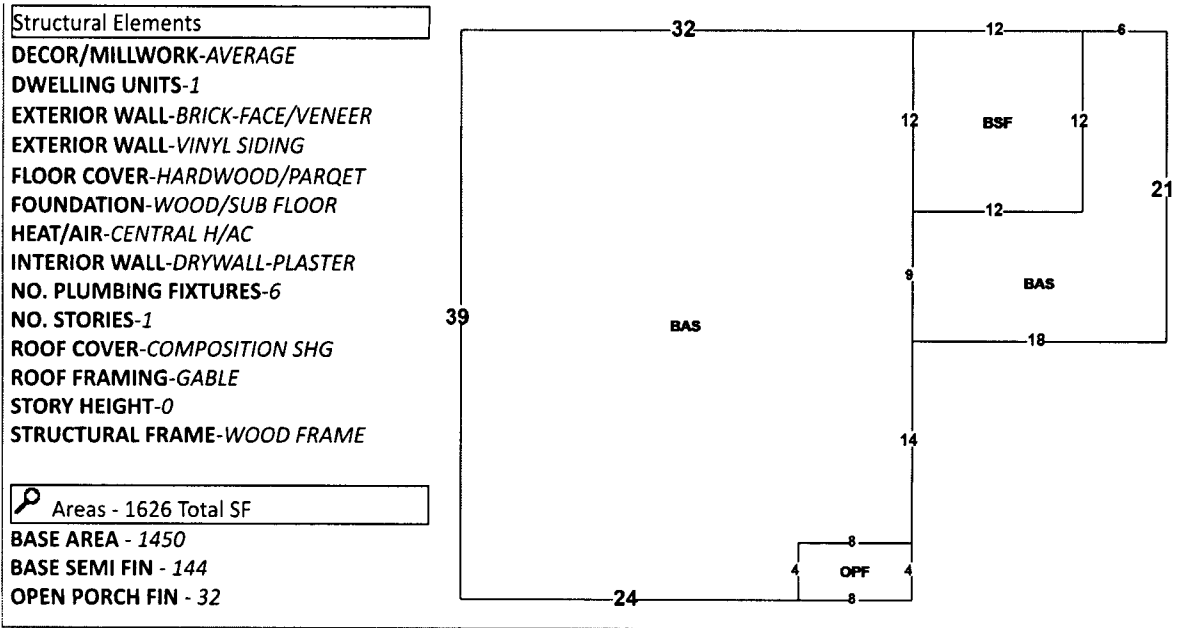 Structural Elements
DECOR/MILLWORK-AVERAGE
DWELLING UNITS-1
EXTERIOR WALL-BRICK-FACE/VENEER
EXTERIOR WALL-VINYL SIDING
FLOOR COVER-HARDWOOD/PARQET
FOUNDATION-WOOD/SUB FLOOR
HEAT/AIR-CENTRAL H/AC
INTERIOR WALL-DRYWALL-PLASTER
NO. PLUMBING FIXTURES-6
NO. STORIES-1
ROOF COVER-COMPOSITION SHG
ROOF FRAMING-GABLE
STORY HEIGHT-0
STRUCTURAL FRAME-WOOD FRAME
Areas - 1626 Total SF
BASE AREA - 1450
BASE SEMI FIN - 144
OPEN PORCH FIN - 32
32
12
6
12
BSF
12
21
12
9
BAS
39
BAS
18
14
8
4
OPF
4
24
8